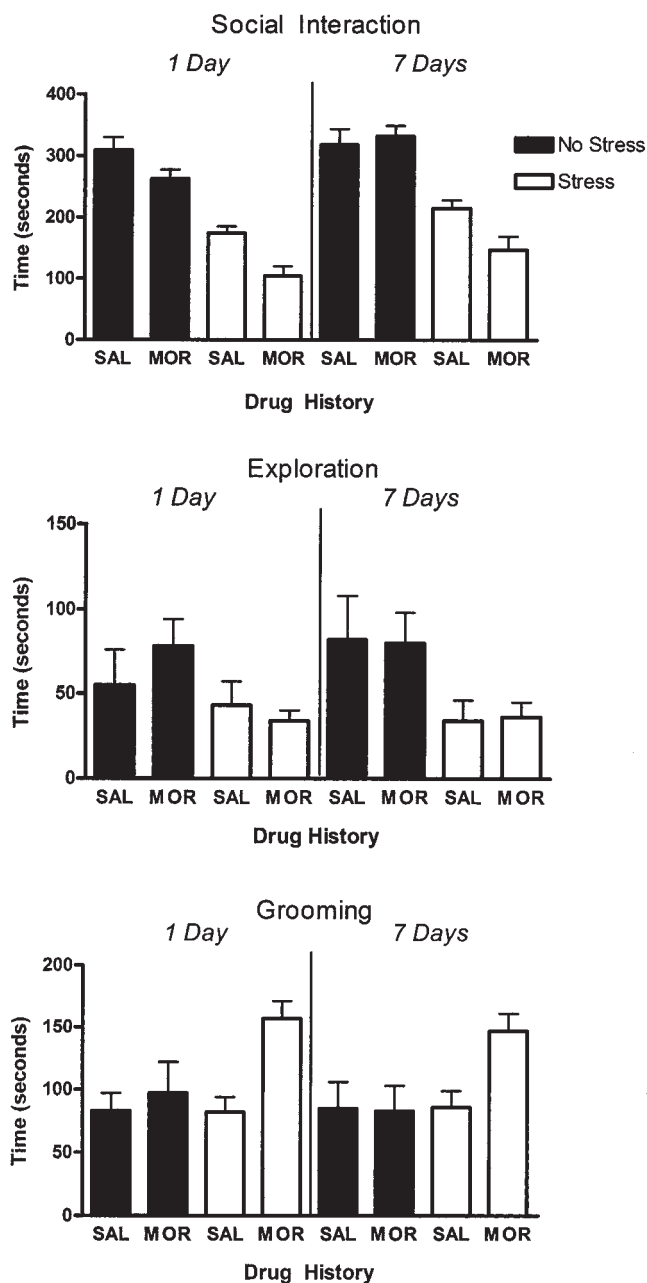 Social Interaction
1 Day 7 Days
400
300
200
100
0
Time (seconds)
No Stress
Stress
SAL MOR SAL MOR SAL MOR SAL MOR
Drug History
Exploration
1 Day 7 Days
150
100
50
0
Time (seconds)
SAL MOR SAL MOR SAL MOR SAL MOR
Drug History
Grooming
1 Day 7 Days
200
150
100
50
0
Time (seconds)
SAL MOR SAL MOR SAL MOR SAL MOR
Drug History